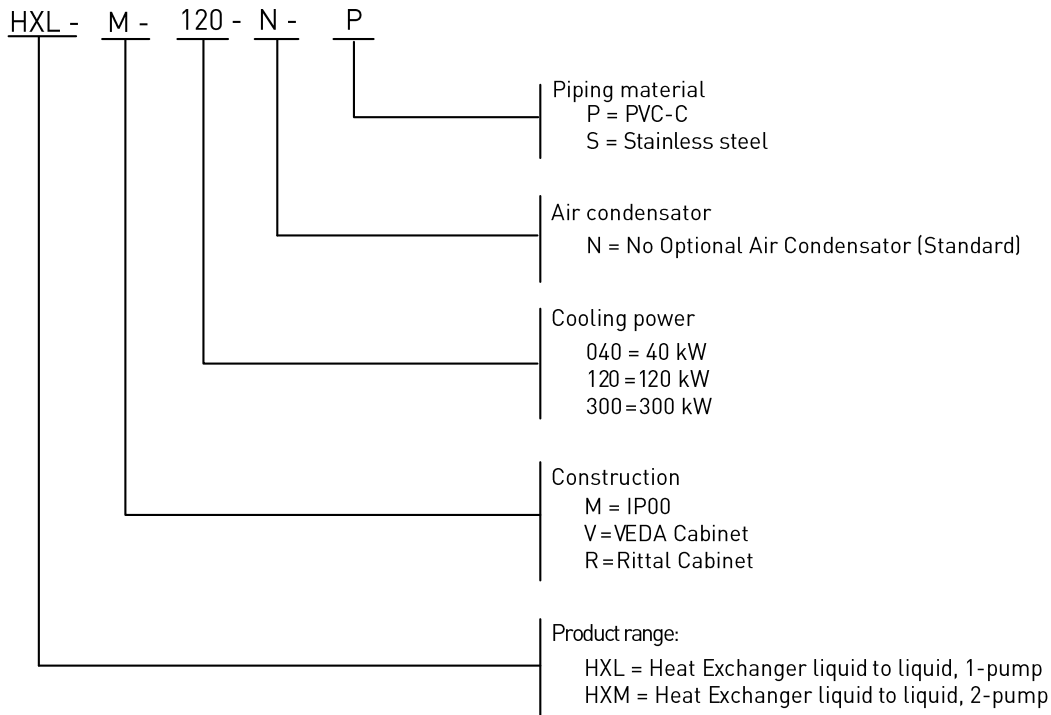 HXL - M - 120 - N - P
Piping material
P = PVC-C
S = Stainless steel
Air condensator
N = No Optional Air Condensator (Standard)
Cooling power
040 = 40 kW
120 =120 kW
300=300 kW
Construction
M = IP00
V=VEDA Cabinet
R=Rittal Cabinet
Product range:
HXL = Heat Exchanger liquid to liquid, 1-pump
HXM = Heat Exchanger liquid to liquid, 2-pump